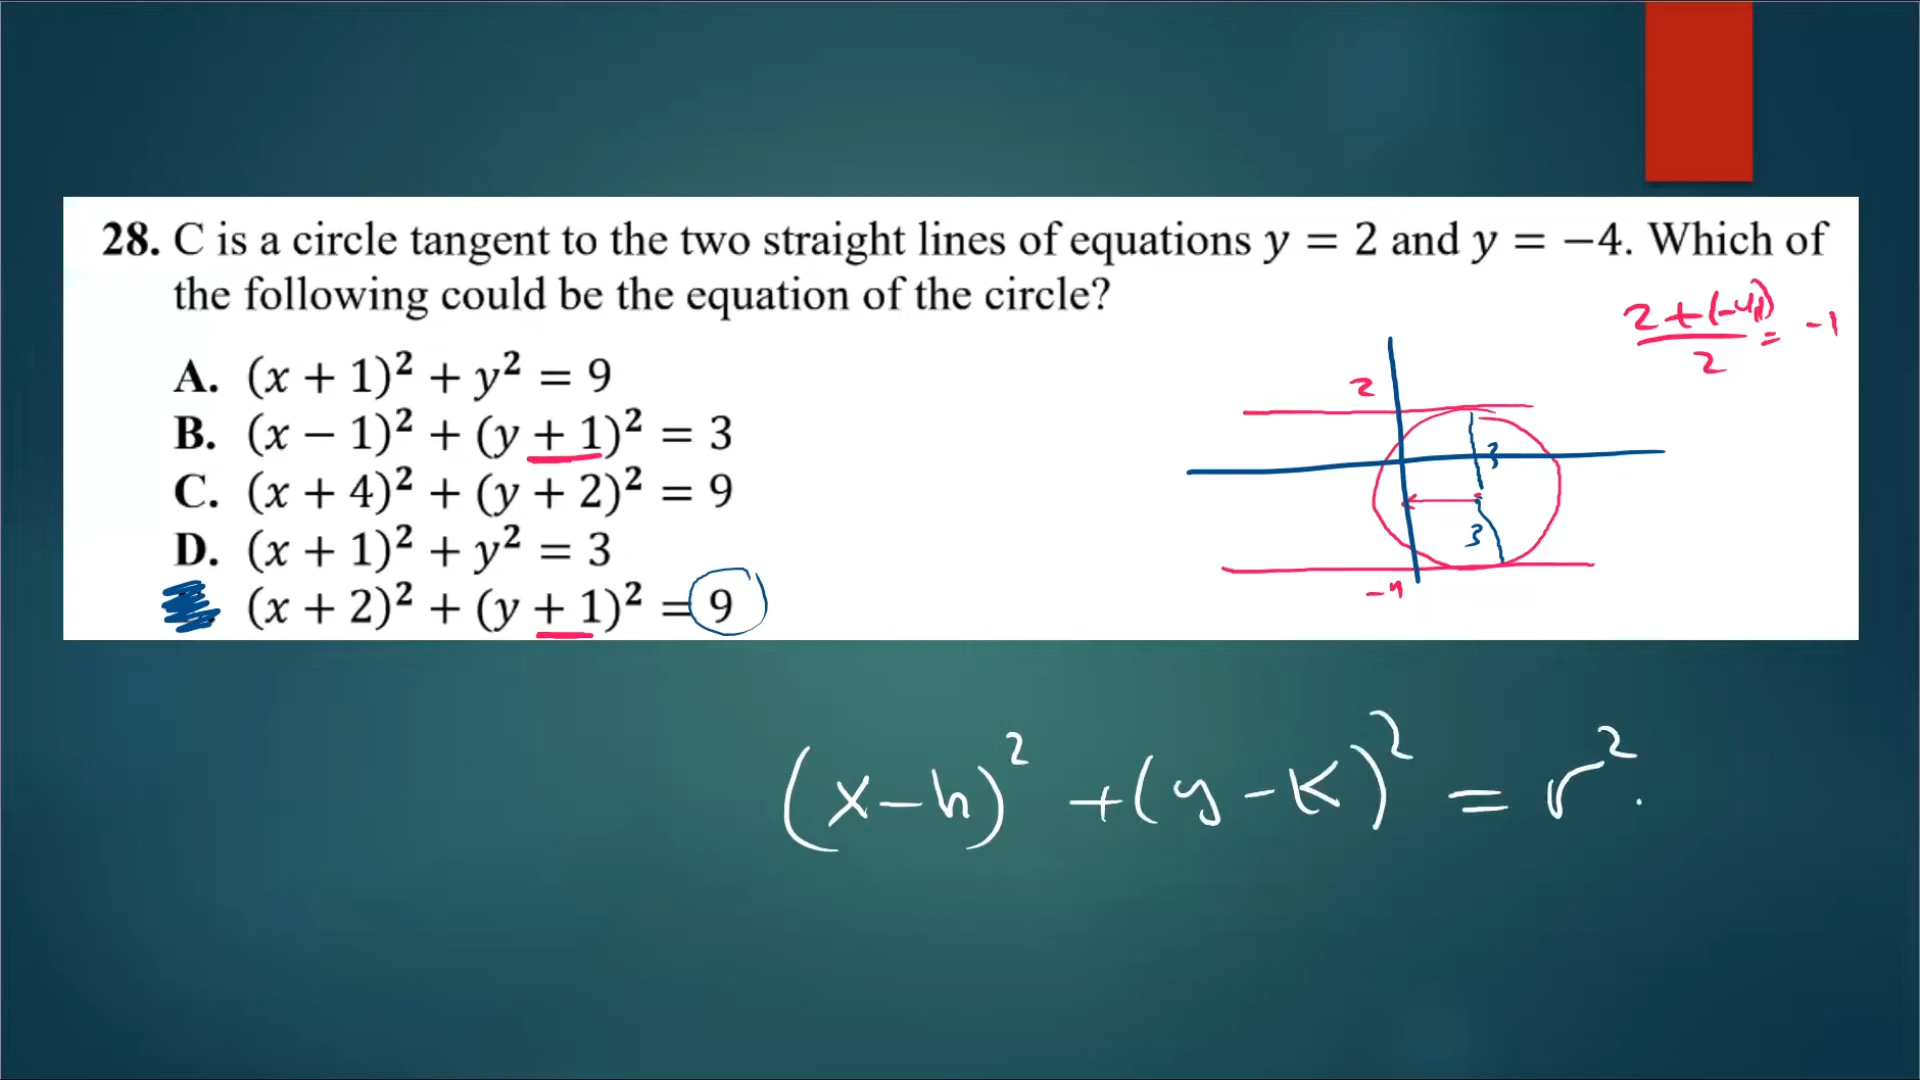 28. C is a circle tangent to the two straight lines of equations y = 2 and y = −4. Which of
the following could be the equation of the circle?
2 + (-4) / 2 = -1
A. (x + 1)² + y² = 9
B. (x − 1)² + (y + 1)² = 3
C. (x + 4)² + (y + 2)² = 9
D. (x + 1)² + y² = 3
(x + 2)² + (y + 1)² = 9
2
3
3
-4
(x-h)² + (y-K)² = r².